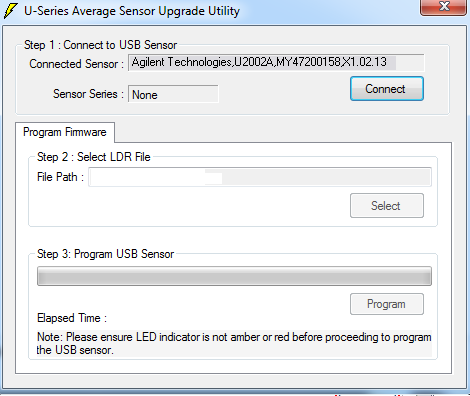 U-Series Average Sensor Upgrade Utility
Step 1 : Connect to USB Sensor
Connected Sensor : Agilent Technologies,U2002A,MY47200158,X1.02.13
Sensor Series : None
Connect
Program Firmware
Step 2 : Select LDR File
File Path :
Select
Step 3: Program USB Sensor
Program
Elapsed Time :
Note: Please ensure LED indicator is not amber or red before proceeding to program
the USB sensor.